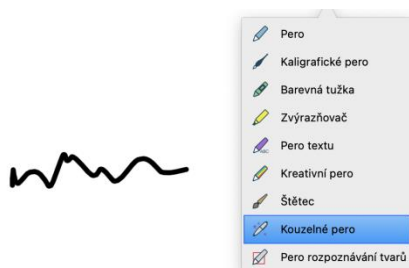 Pero
Kaligrafické pero
Barevná tužka
Zvýrazňovač
Pero textu
Kreativní pero
Štětec
Kouzelné pero
Pero rozpoznávání tvarů